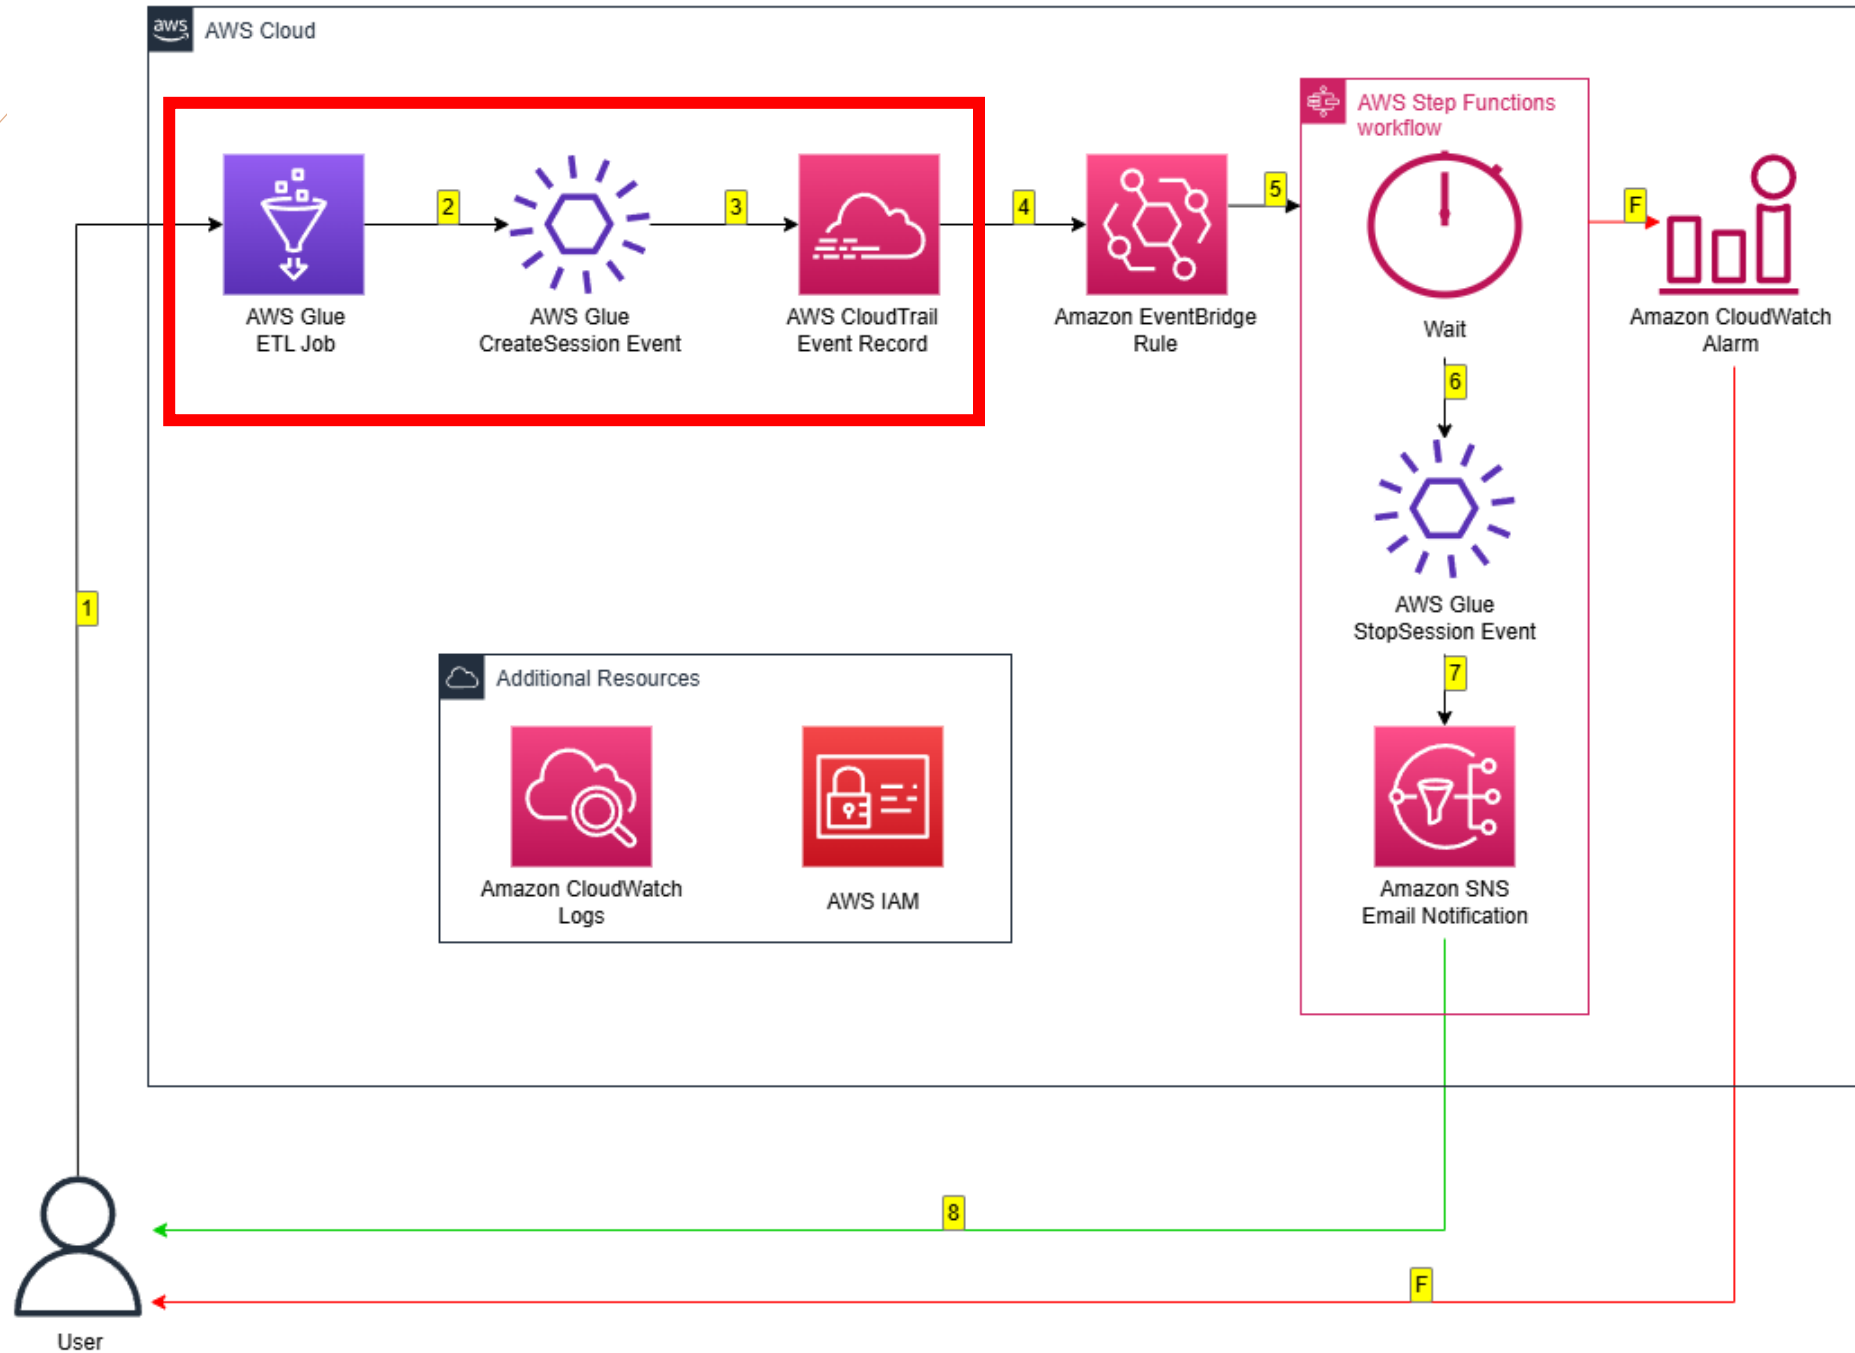 aws
AWS Cloud
AWS Step Functions
workflow
2
3
4
5
F
AWS Glue
ETL Job
AWS Glue
CreateSession Event
AWS CloudTrail
Event Record
Amazon EventBridge
Rule
Wait
Amazon CloudWatch
Alarm
6
1
AWS Glue
StopSession Event
7
Additional Resources
Amazon CloudWatch
Logs
AWS IAM
Amazon SNS
Email Notification
8
F
User